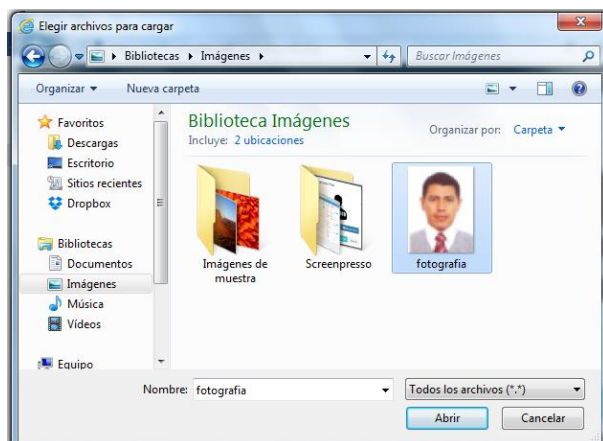 Elegir archivos para cargar
Bibliotecas ▸ Imágenes ▸
Buscar Imágenes
Organizar
Nueva carpeta
Favoritos
Descargas
Escritorio
Sitios recientes
Dropbox
Bibliotecas
Documentos
Imágenes
Música
Vídeos
Equipo
Biblioteca Imágenes
Incluye: 2 ubicaciones
Organizar por: Carpeta
Imágenes de
muestra
Screenpresso
fotografia
Nombre: fotografia
Todos los archivos (*.*)
Abrir
Cancelar